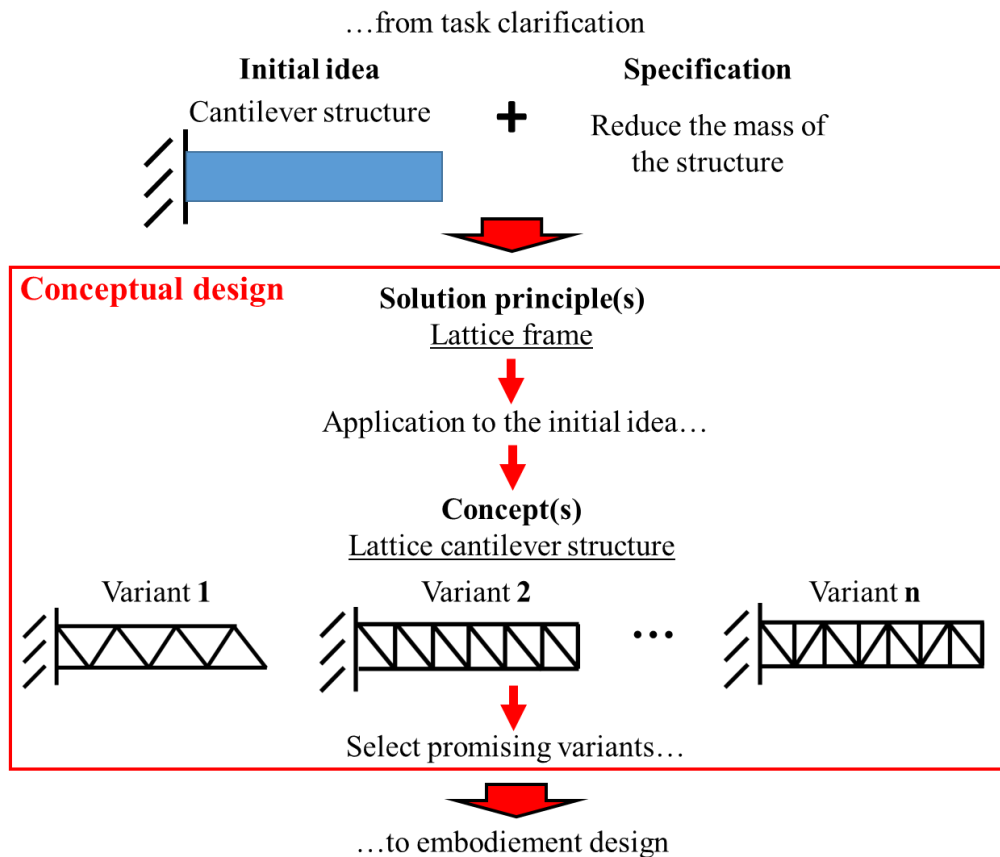 …from task clarification
Initial idea
Cantilever structure
+
Specification
Reduce the mass of
the structure
Conceptual design
Solution principle(s)
Lattice frame
Application to the initial idea…
Concept(s)
Lattice cantilever structure
Variant 1
Variant 2
…
Variant n
Select promising variants…
…to embodiement design